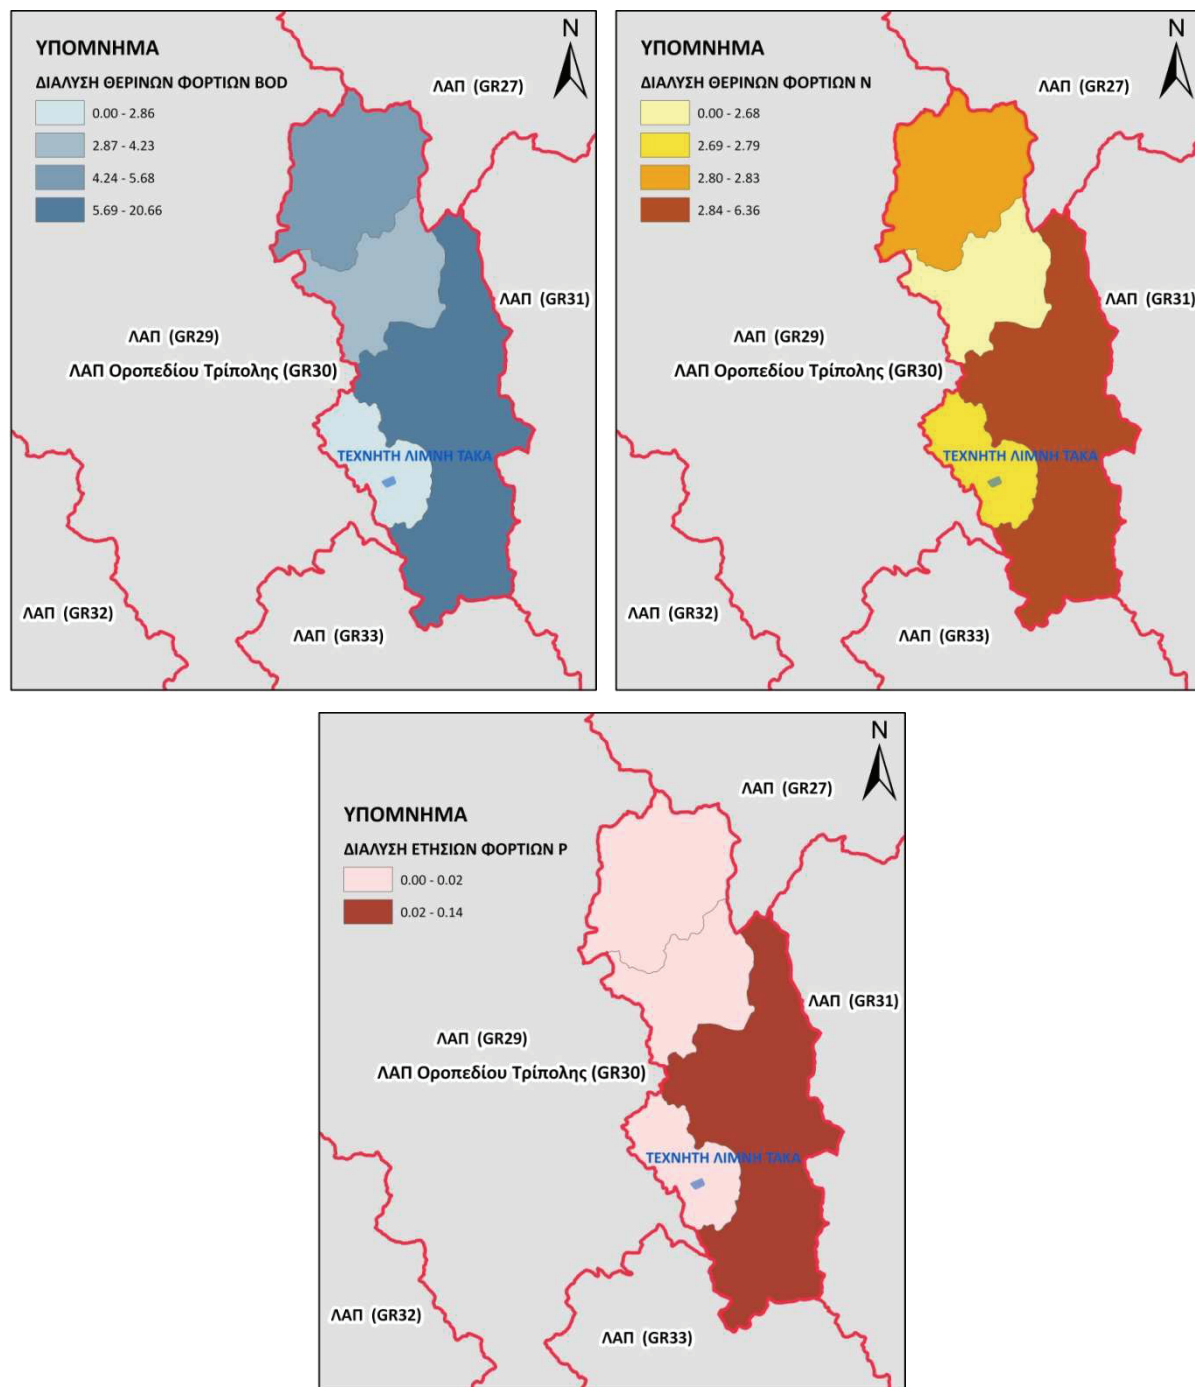 N
ΥΠΟΜΝΗΜΑ
ΔΙΑΛΥΣΗ ΘΕΡΙΝΩΝ ΦΟΡΤΙΩΝ BOD
0.00 - 2.86
2.87 - 4.23
4.24 - 5.68
5.69 - 20.66
ΛΑΠ (GR27)
ΛΑΠ (GR31)
ΛΑΠ (GR29)
ΛΑΠ Οροπεδίου Τρίπολης (GR30)
ΤΕΧΝΗΤΗ ΛΙΜΝΗ ΤΑΚΑ
ΛΑΠ (GR32)
ΛΑΠ (GR33)
N
ΥΠΟΜΝΗΜΑ
ΔΙΑΛΥΣΗ ΘΕΡΙΝΩΝ ΦΟΡΤΙΩΝ N
0.00 - 2.68
2.69 - 2.79
2.80 - 2.83
2.84 - 6.36
ΛΑΠ (GR27)
ΛΑΠ (GR31)
ΛΑΠ (GR29)
ΛΑΠ Οροπεδίου Τρίπολης (GR30)
ΤΕΧΝΗΤΗ ΛΙΜΝΗ ΤΑΚΑ
ΛΑΠ (GR32)
ΛΑΠ (GR33)
N
ΛΑΠ (GR27)
ΥΠΟΜΝΗΜΑ
ΔΙΑΛΥΣΗ ΕΤΗΣΙΩΝ ΦΟΡΤΙΩΝ P
0.00 - 0.02
0.02 - 0.14
ΛΑΠ (GR31)
ΛΑΠ (GR29)
ΛΑΠ Οροπεδίου Τρίπολης (GR30)
ΤΕΧΝΗΤΗ ΛΙΜΝΗ ΤΑΚΑ
ΛΑΠ (GR32)
ΛΑΠ (GR33)